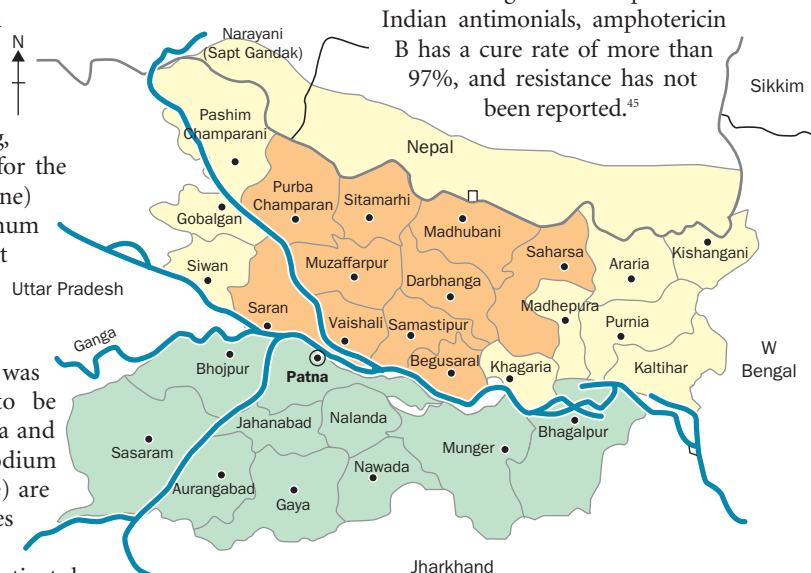 Indian antimonials, amphotericin
B has a cure rate of more than
97%, and resistance has not
been reported.45
g,
for the
ne)
num
t
was
to be
a and
odium
) are
es
N
Narayani
(Sapt Gandak)
Sikkim
Pashim
Champarani
Nepal
Purba
Champaran
Sitamarhi
Gobalgan
Madhubani
Kishangani
Siwan
Muzaffarpur
Saharsa
Araria
Darbhanga
Uttar Pradesh
Saran
Madhepura
Vaishali
Samastipur
Purnia
Ganga
W
Bengal
Bhojpur
Begusaral
Khagaria
Kaltihar
Patna
Jahanabad
Nalanda
Bhagalpur
Sasaram
Munger
Nawada
Aurangabad
Gaya
Jharkhand